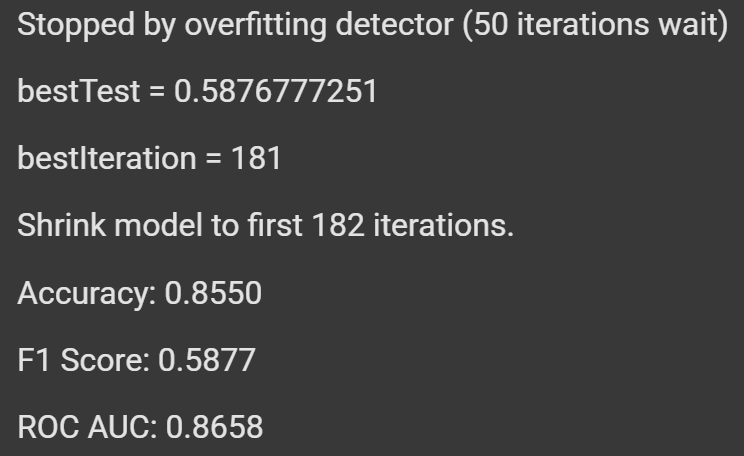 Stopped by overfitting detector (50 iterations wait)
bestTest = 0.5876777251
bestIteration = 181
Shrink model to first 182 iterations.
Accuracy: 0.8550
F1 Score: 0.5877
ROC AUC: 0.8658